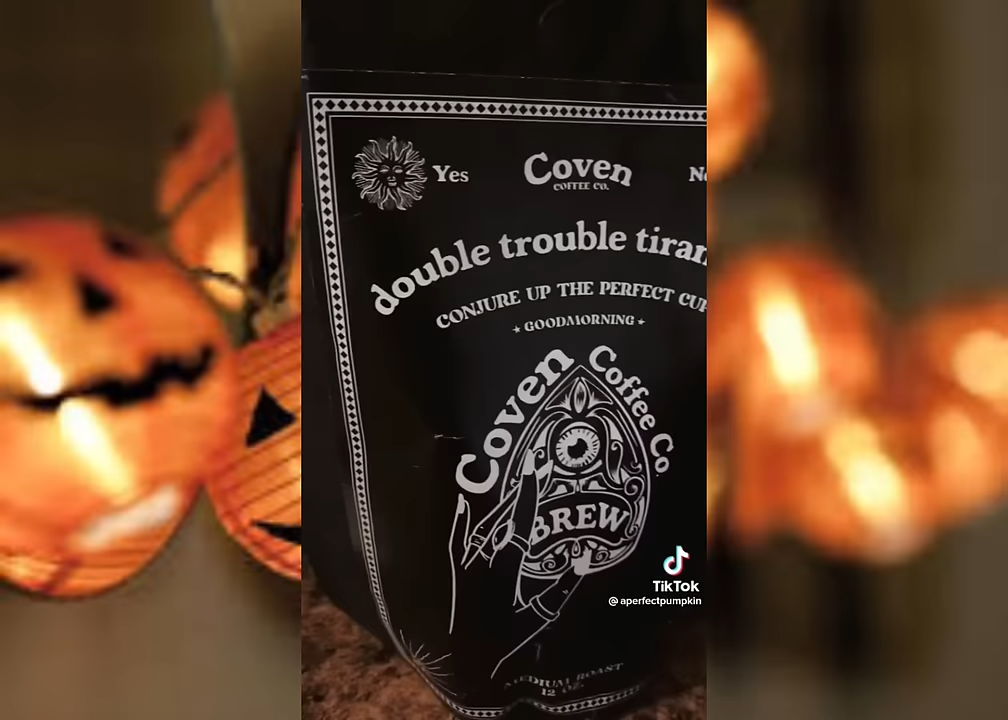 Yes
Coven
COFFEE CO.
double trouble
CONJURE UP THE PERFECT CUP
★ GOODMORNING ★
Coven Coffee Co.
BREW
MEDIUM ROAST
12 OZ.
TikTok
@aperfectpumpkin